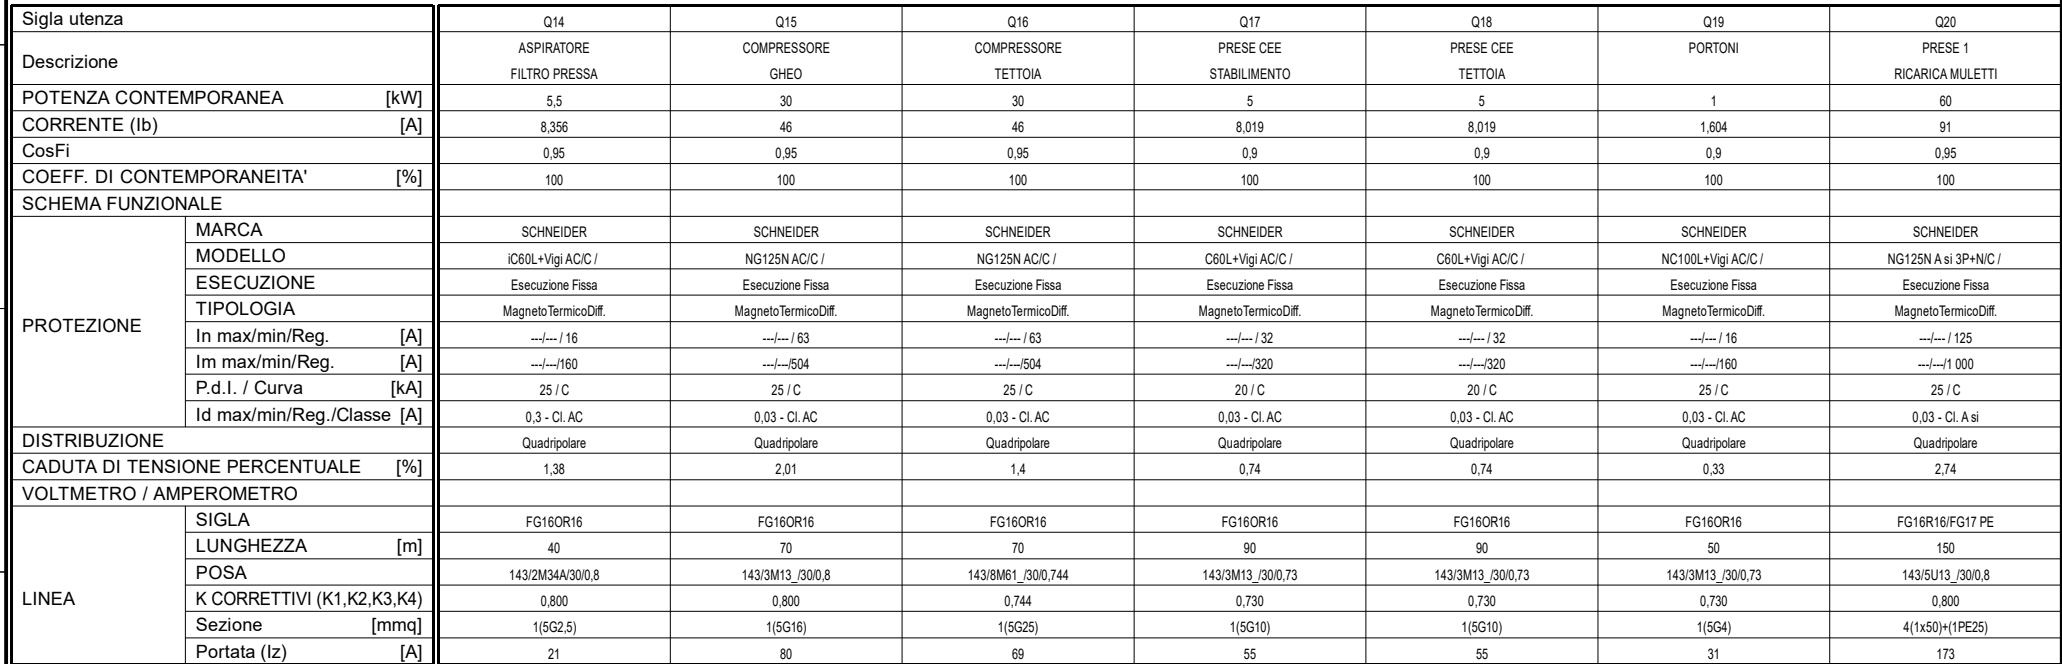 Sigla utenza Q14 Q15 Q16 Q17 Q18 Q19 Q20
Descrizione ASPIRATORE COMPRESSORE COMPRESSORE PRESE CEE PRESE CEE PORTONI PRESE 1
FILTRO PRESSA GHEO TETTOIA STABILIMENTO TETTOIA RICARICA MULETTI
POTENZA CONTEMPORANEA [kW] 5,5 30 30 5 5 1 60
CORRENTE (Ib) [A] 8,356 46 46 8,019 8,019 1,604 91
CosFi 0,95 0,95 0,95 0,9 0,9 0,9 0,95
COEFF. DI CONTEMPORANEITA' [%] 100 100 100 100 100 100 100
SCHEMA FUNZIONALE
PROTEZIONE
MARCA SCHNEIDER SCHNEIDER SCHNEIDER SCHNEIDER SCHNEIDER SCHNEIDER SCHNEIDER
MODELLO iC60L+Vigi AC/C / NG125N AC/C / NG125N AC/C / C60L+Vigi AC/C / C60L+Vigi AC/C / NC100L+Vigi AC/C / NG125N A si 3P+N/C /
ESECUZIONE Esecuzione Fissa Esecuzione Fissa Esecuzione Fissa Esecuzione Fissa Esecuzione Fissa Esecuzione Fissa Esecuzione Fissa
TIPOLOGIA MagnetoTermicoDiff. MagnetoTermicoDiff. MagnetoTermicoDiff. MagnetoTermicoDiff. MagnetoTermicoDiff. MagnetoTermicoDiff. MagnetoTermicoDiff.
In max/min/Reg. [A] ---/--- / 16 ---/--- / 63 ---/--- / 63 ---/--- / 32 ---/--- / 32 ---/--- / 16 ---/--- / 125
Im max/min/Reg. [A] ---/---/160 ---/---/504 ---/---/504 ---/---/320 ---/---/320 ---/---/160 ---/---/1 000
P.d.I. / Curva [kA] 25 / C 25 / C 25 / C 20 / C 20 / C 25 / C 25 / C
Id max/min/Reg./Classe [A] 0,3 - Cl. AC 0,03 - Cl. AC 0,03 - Cl. AC 0,03 - Cl. AC 0,03 - Cl. AC 0,03 - Cl. AC 0,03 - Cl. A si
DISTRIBUZIONE Quadripolare Quadripolare Quadripolare Quadripolare Quadripolare Quadripolare Quadripolare
CADUTA DI TENSIONE PERCENTUALE [%] 1,38 2,01 1,4 0,74 0,74 0,33 2,74
VOLTMETRO / AMPEROMETRO
LINEA
SIGLA FG16OR16 FG16OR16 FG16OR16 FG16OR16 FG16OR16 FG16OR16 FG16R16/FG17 PE
LUNGHEZZA [m] 40 70 70 90 90 50 150
POSA 143/2M34A/30/0,8 143/3M13_/30/0,8 143/8M61_/30/0,744 143/3M13_/30/0,73 143/3M13_/30/0,73 143/3M13_/30/0,73 143/5U13_/30/0,8
K CORRETTIVI (K1,K2,K3,K4) 0,800 0,800 0,744 0,730 0,730 0,730 0,800
Sezione [mmq] 1(5G2,5) 1(5G16) 1(5G25) 1(5G10) 1(5G10) 1(5G4) 4(1x50)+(1PE25)
Portata (Iz) [A] 21 80 69 55 55 31 173